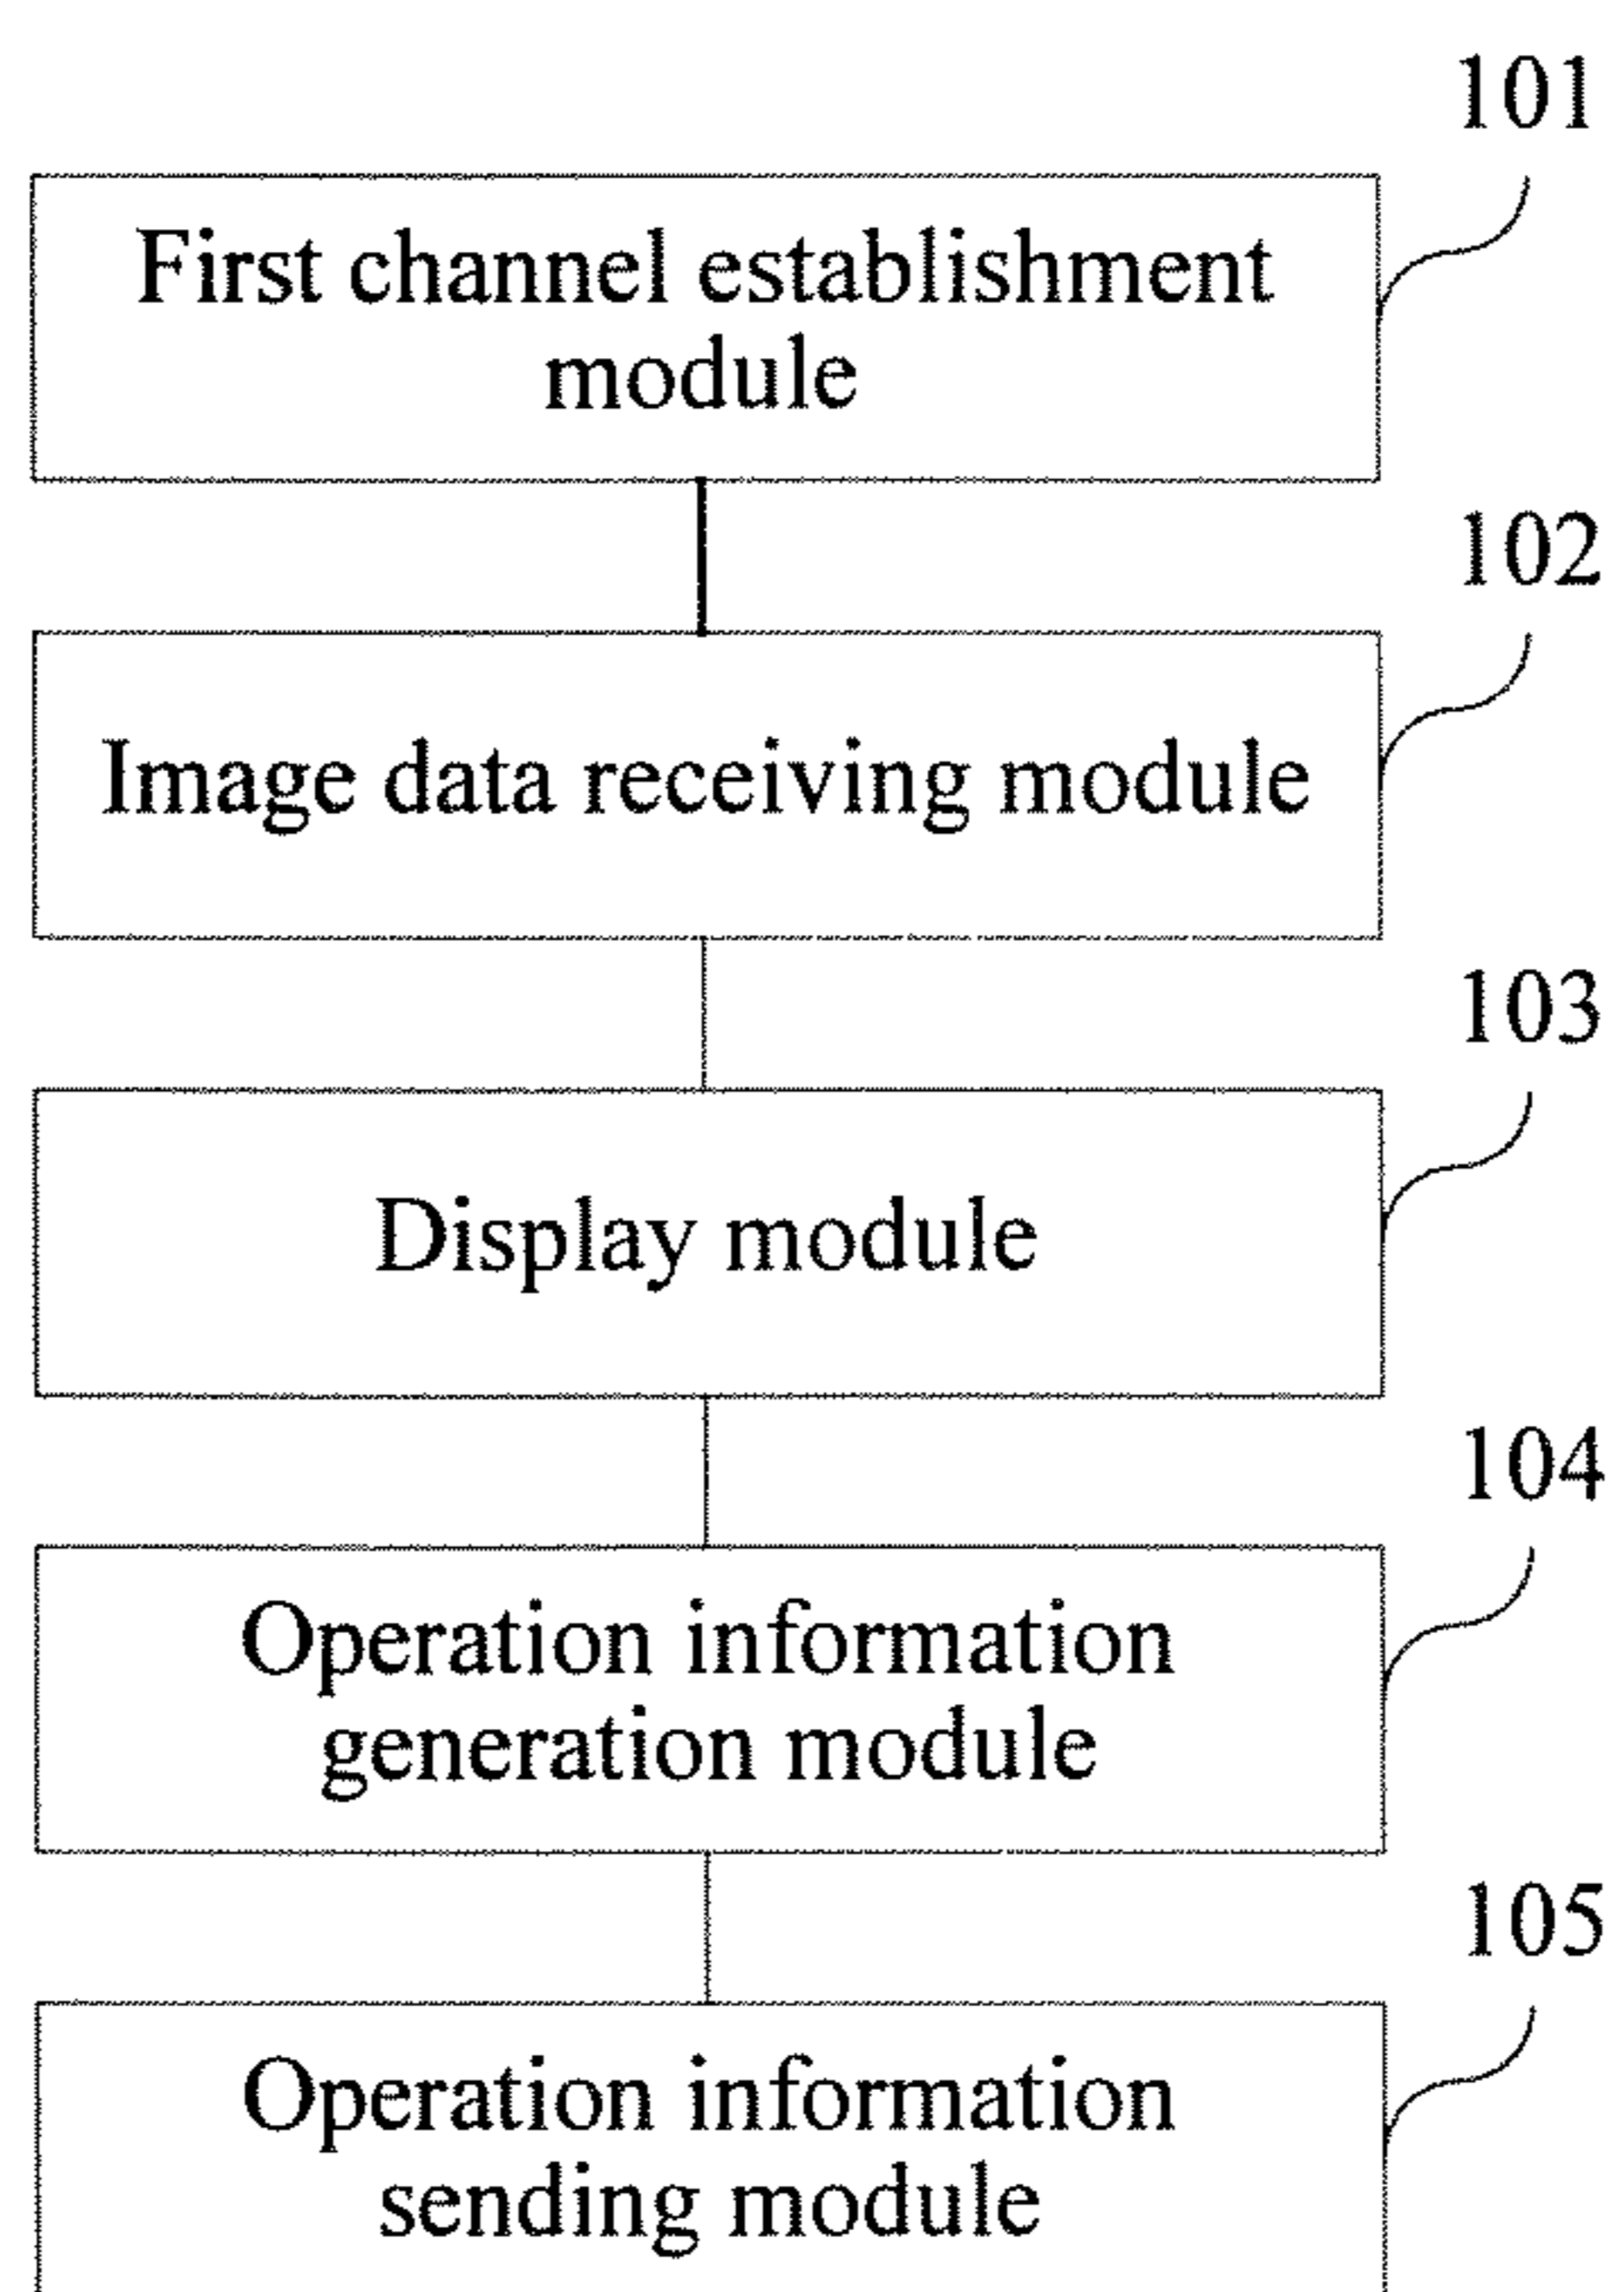 101
First channel establishment
module
102
Image data receiving module
103
Display module
104
Operation information
generation module
105
Operation information
sending module